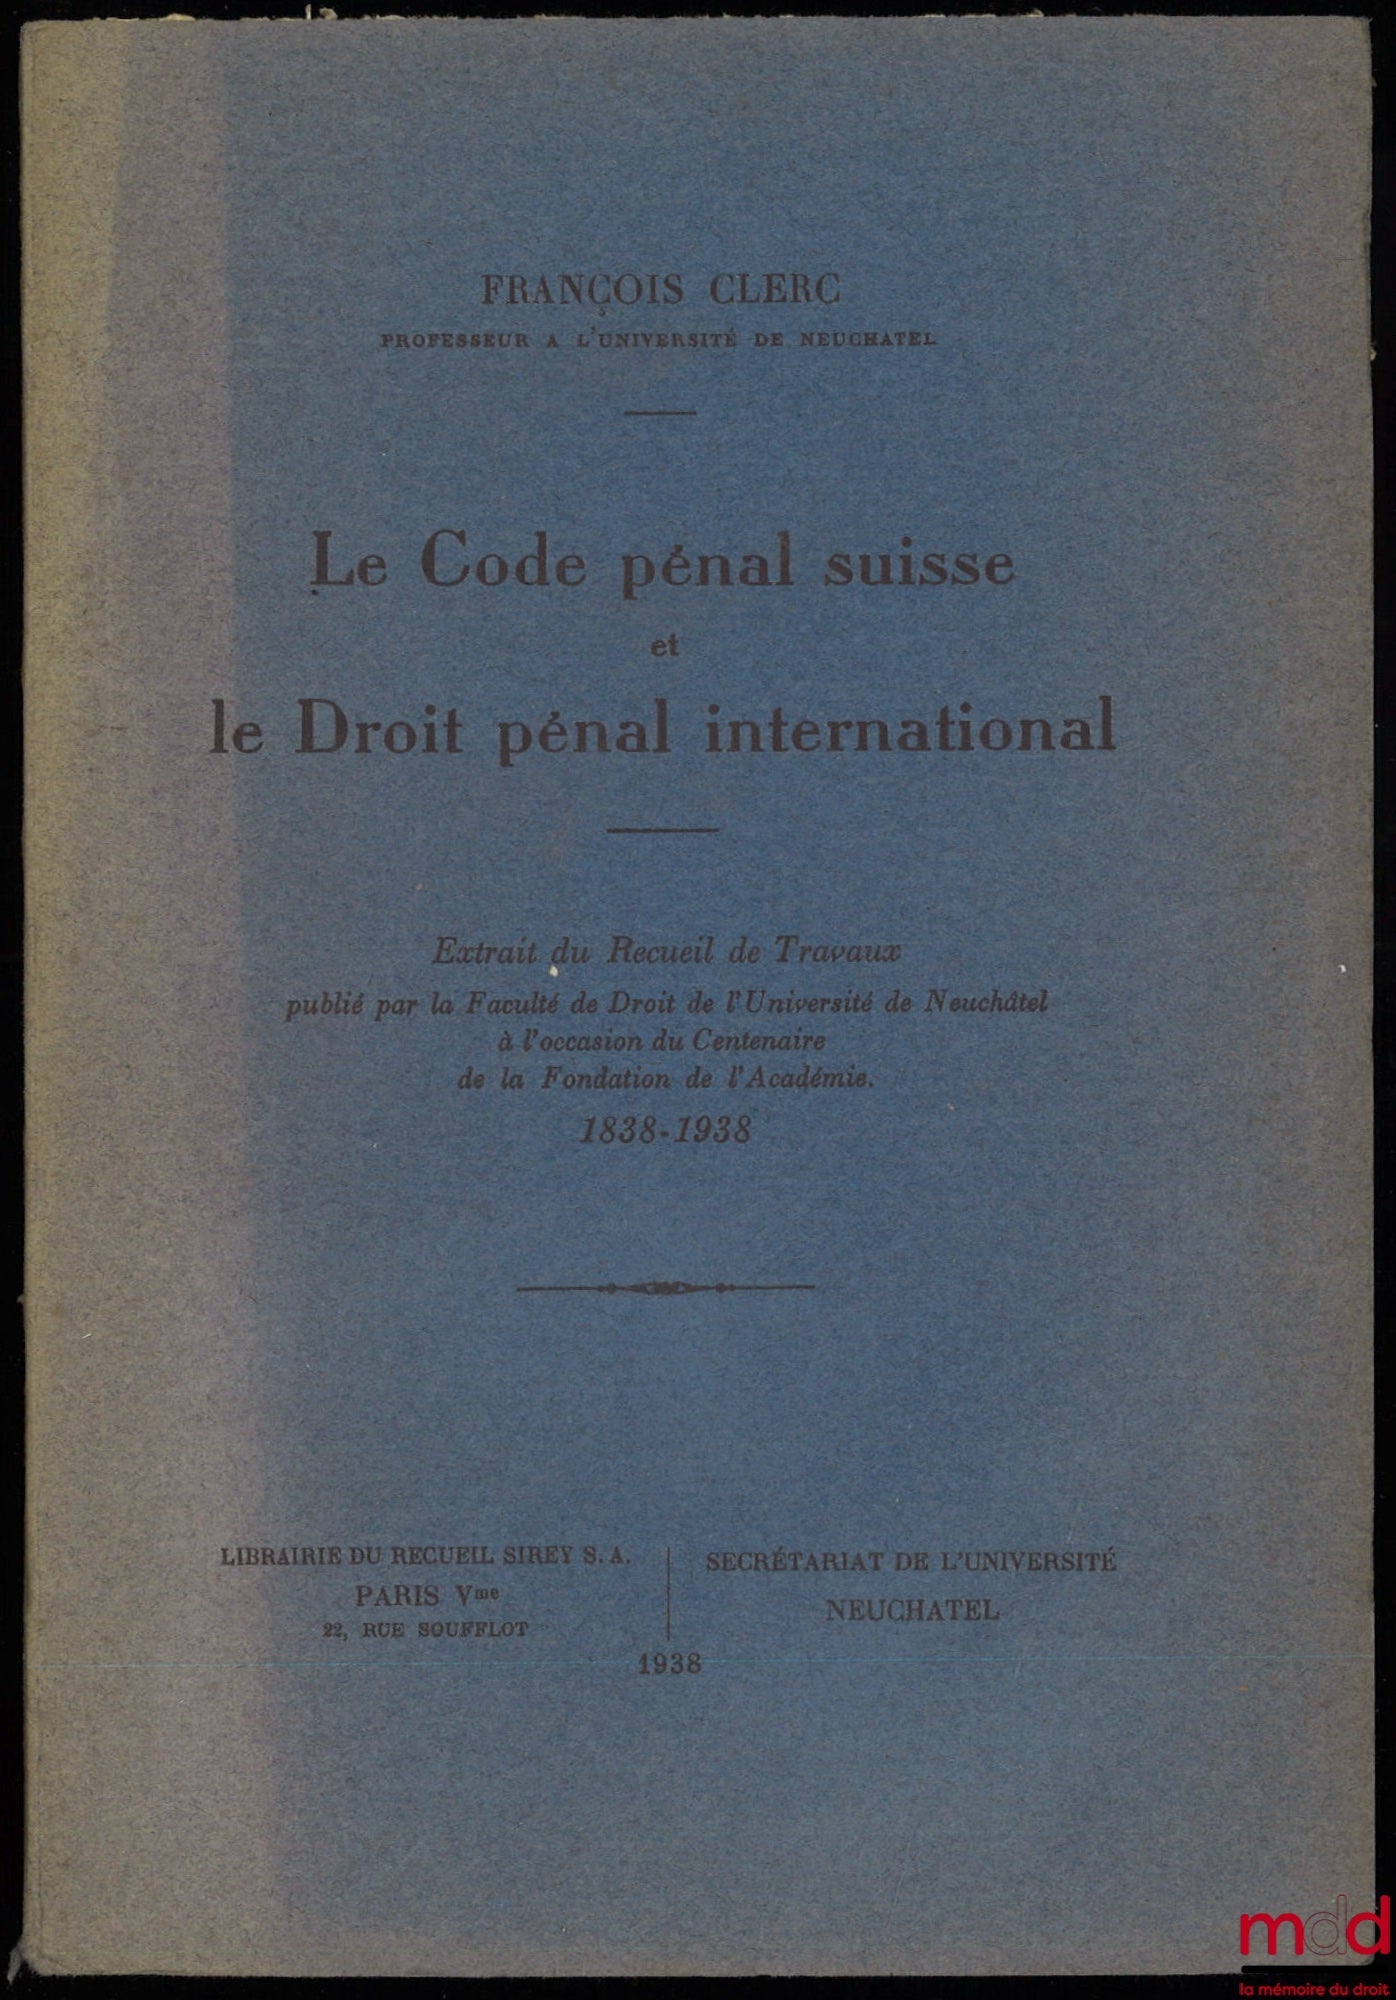 FRANÇOIS CLERC
PROFESSEUR A L'UNIVERSITÉ DE NEUCHATEL
Le Code pénal suisse
et
le Droit pénal international
Extrait du Recueil de Travaux
publié par la Faculté de Droit de l'Université de Neuchâtel
à l'occasion du Centenaire
de la Fondation de l'Académie.
1838-1938
LIBRAIRIE DU RECUEIL SIREY S. A.
PARIS Vme
22, RUE SOUFFLOT
SECRÉTARIAT DE L'UNIVERSITÉ
NEUCHATEL
1938
mdd
la mémoire du droit